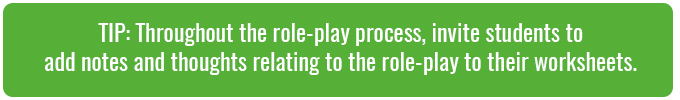 TIP: Throughout the role-play process, invite students to
add notes and thoughts relating to the role-play to their worksheets.